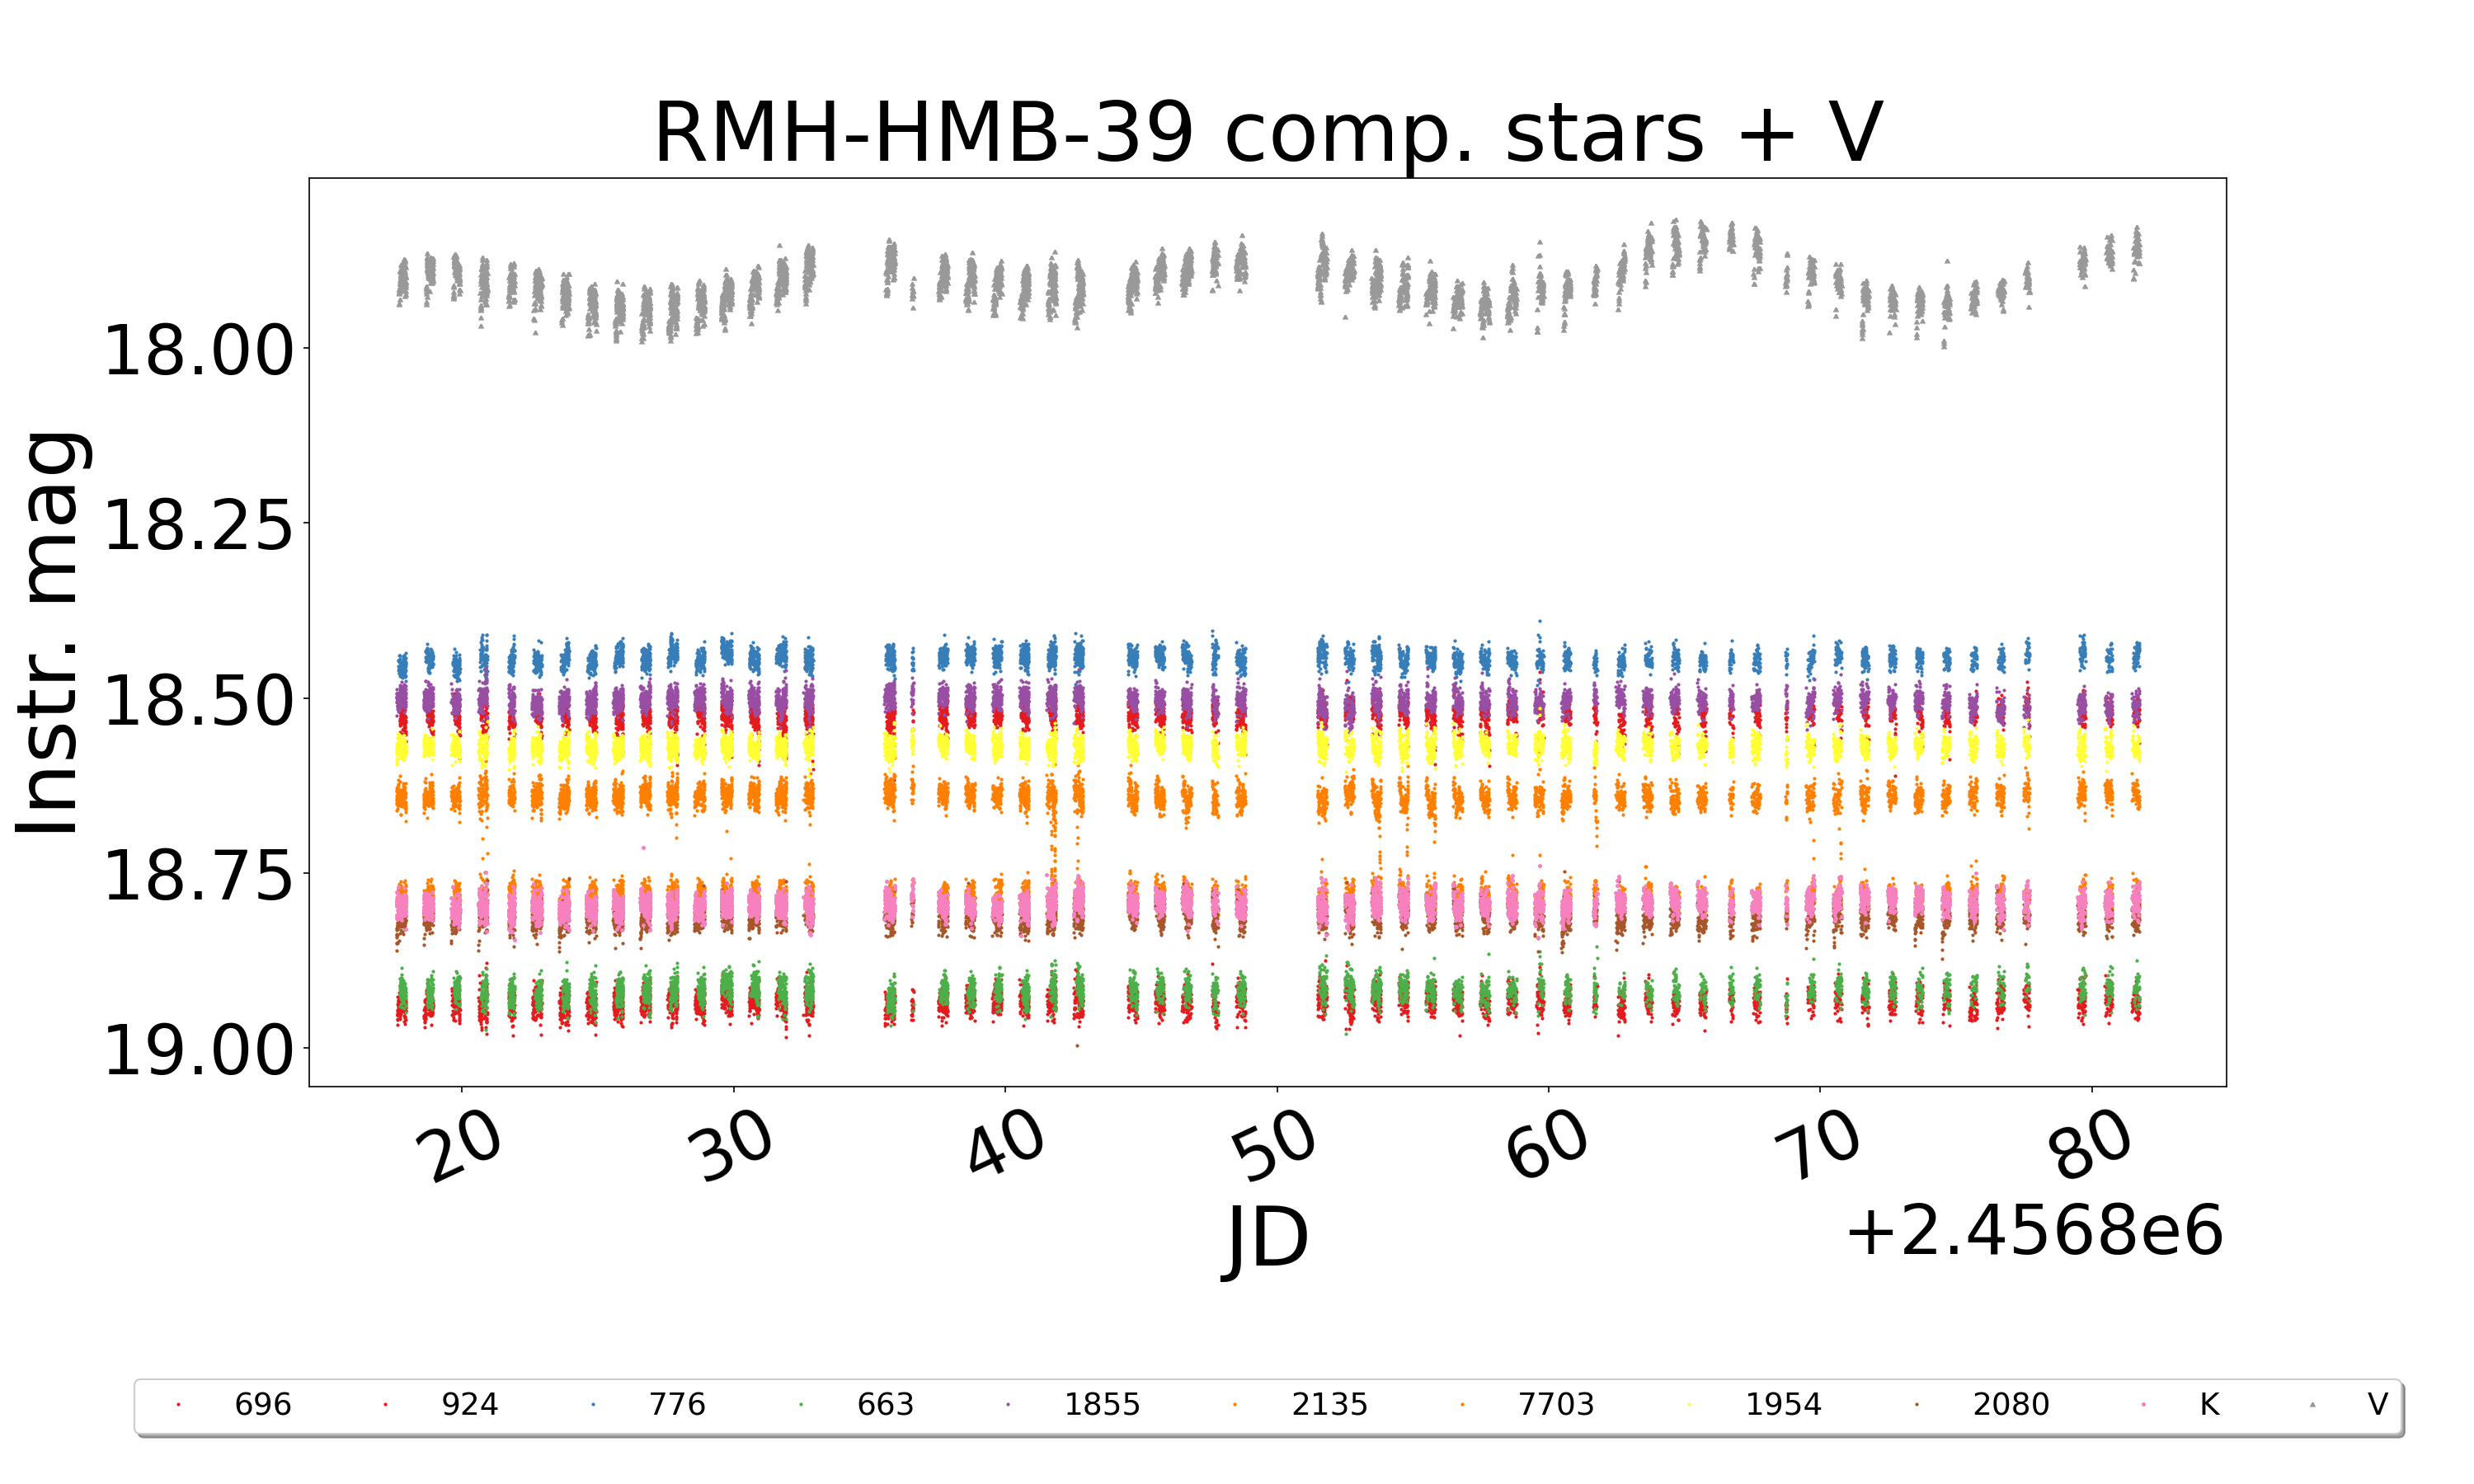 RMH-HMB-39 comp. stars + V
Instr. mag
18.00
18.25
18.50
18.75
19.00
20 30 40 50 60 70 80
JD
+2.4568e6
696 924 776 663 1855 2135 7703 1954 2080 K V